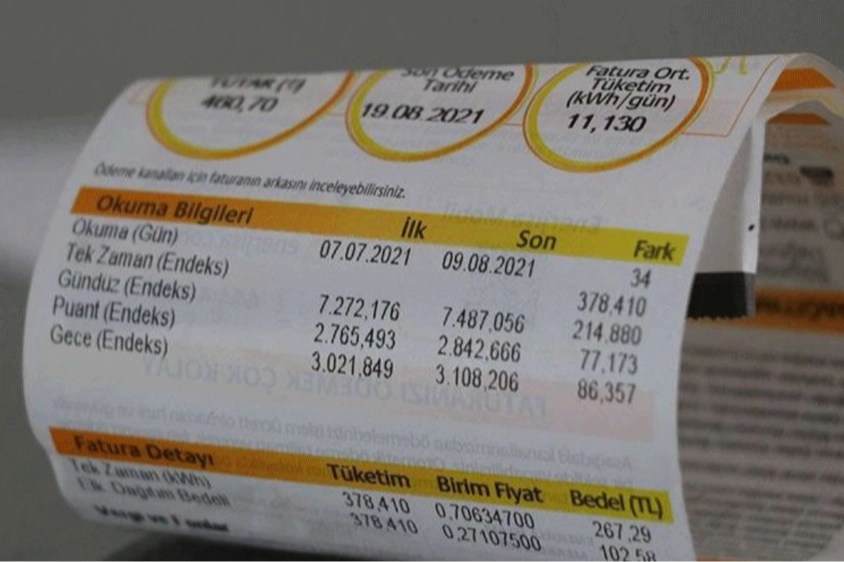 TUTAR (TL)
460,70
Son Ödeme
Tarihi
19.08.2021
Fatura Ort.
Tüketim
(kWh/gün)
11,130
Ödeme kanalları için faturanın arkasını inceleyebilirsiniz.
Okuma Bilgileri İlk Son Fark
Okuma (Gün) 07.07.2021 09.08.2021 34
Tek Zaman (Endeks) 378,410
Gündüz (Endeks) 7.272,176 7.487,056 214,880
Puant (Endeks) 2.765,493 2.842,666 77,173
Gece (Endeks) 3.021,849 3.108,206 86,357
Fatura Detayı Tüketim Birim Fiyat Bedel (TL)
Tek Zaman (kWh) 378,410 0,70634700 267,29
Elk. Dağıtım Bedeli 378,410 0,27107500 102,58
Vergi ve Fonlar